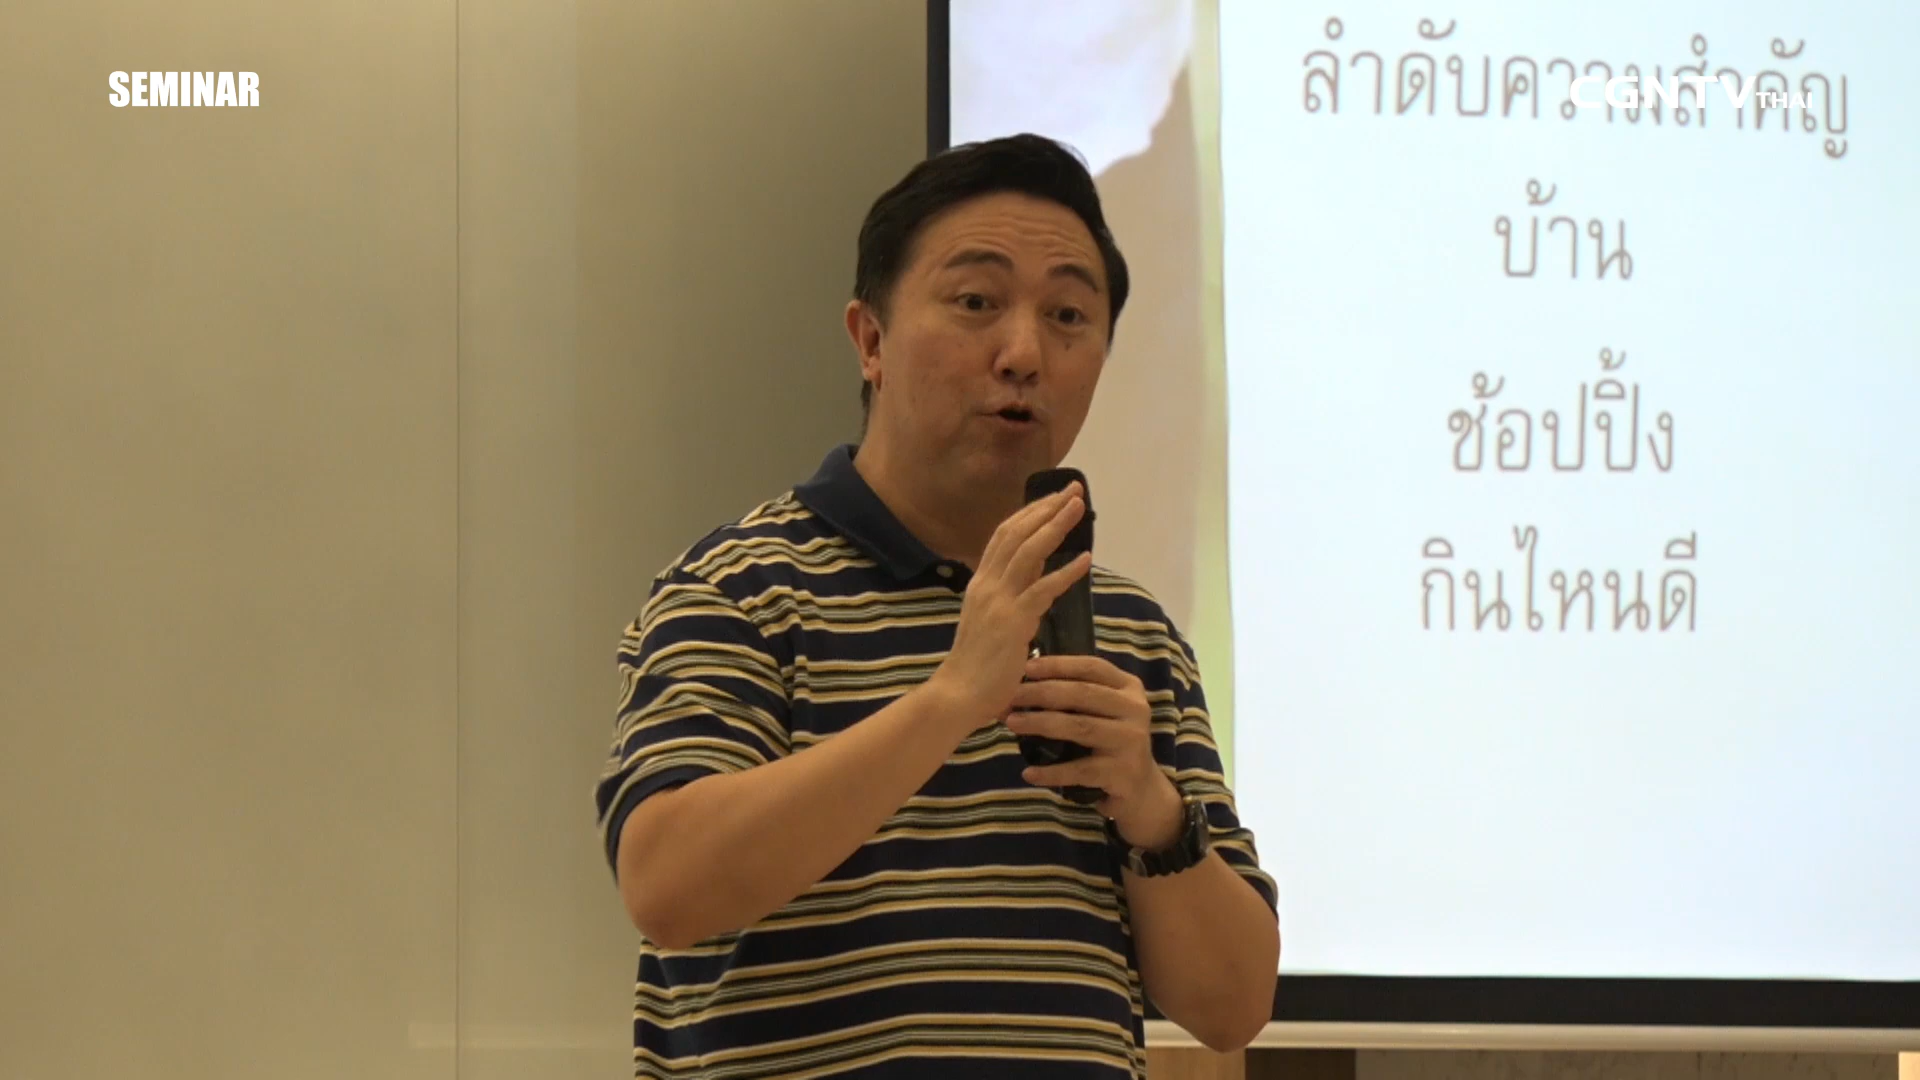 SEMINAR
CGNTV THAI
ลำดับความสำคัญ
บ้าน
ช้อปปิ้ง
กินไหนดี